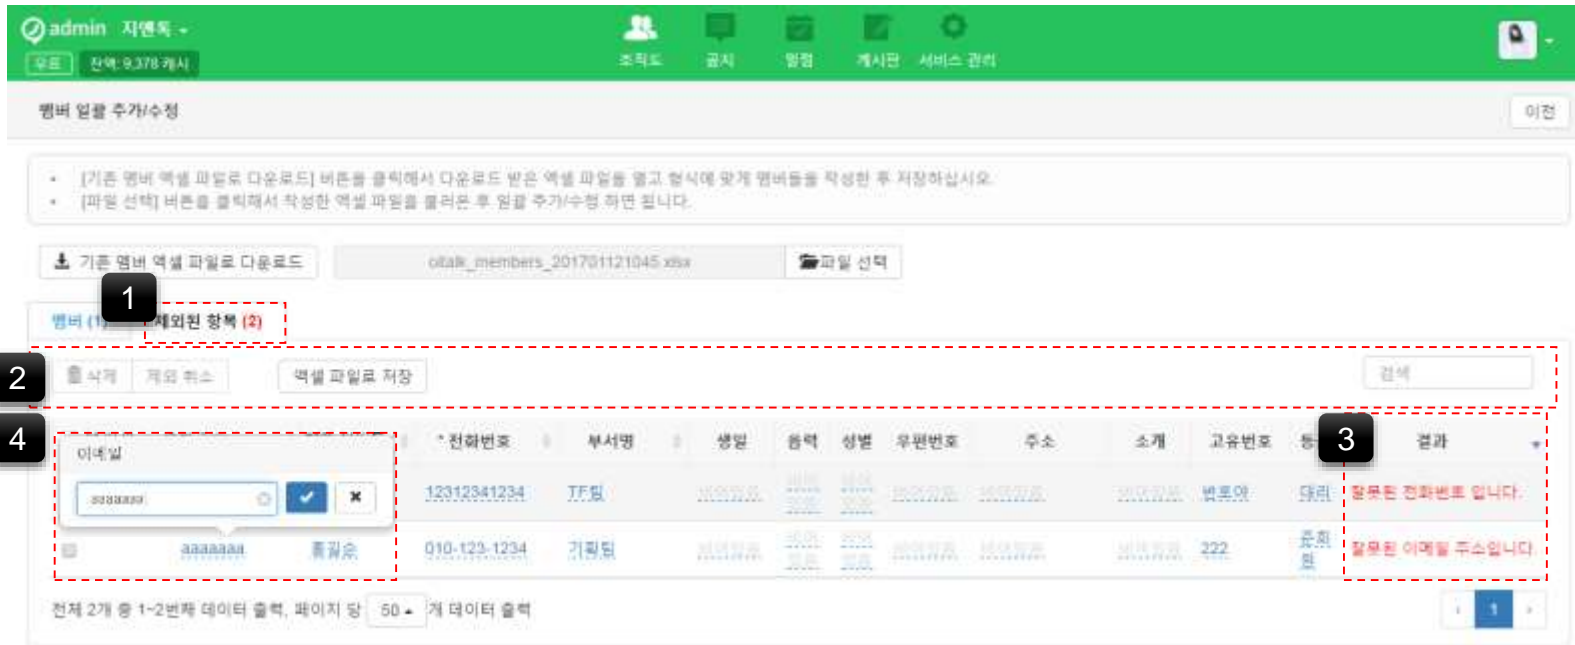 admin 지엔톡
무료 잔액: 9,378 캐시
조직도 공지 일정 게시판 서비스 관리
멤버 일괄 추가/수정
이전
• [기존 멤버 엑셀 파일로 다운로드] 버튼을 클릭해서 다운로드 받은 엑셀 파일을 열고 형식에 맞게 멤버들을 작성한 후 저장하십시오.
• [파일 선택] 버튼을 클릭해서 작성한 엑셀 파일을 불러온 후 일괄 추가/수정 하면 됩니다.
기존 멤버 엑셀 파일로 다운로드
파일 선택
1
멤버 (1)
제외된 항목 (2)
2
삭제 제외 취소 엑셀 파일로 저장 검색
4
* 전화번호 부서명 생일 음력 성별 우편번호 주소 소개 고유번호 3 결과
이메일
aaaaaaa
12312341234 TF팀 번호야 대리 잘못된 전화번호 입니다.
aaaaaaa 홍길순 010-123-1234 기획팀 222 준회원 잘못된 이메일 주소입니다.
전체 2개 중 1~2번째 데이터 출력, 페이지 당 50 개 데이터 출력
‹ 1 ›